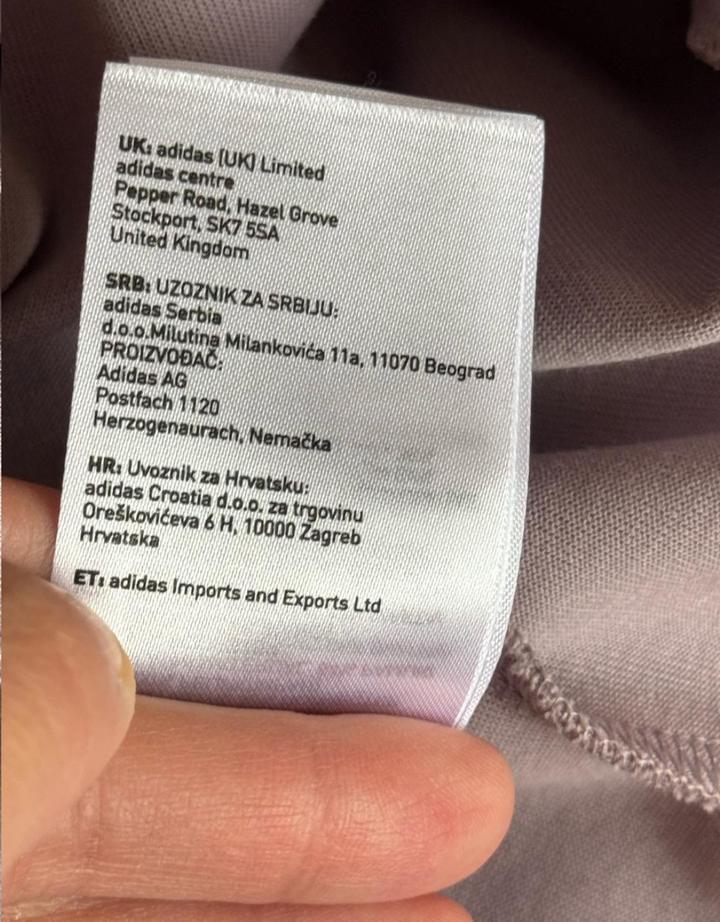 UK: adidas (UK) Limited
adidas centre
Pepper Road, Hazel Grove
Stockport, SK7 5SA
United Kingdom
SRB: UZOZNIK ZA SRBIJU:
adidas Serbia
d.o.o.Milutina Milankovića 11a, 11070 Beograd
PROIZVOĐAČ:
Adidas AG
Postfach 1120
Herzogenaurach, Nemačka
HR: Uvoznik za Hrvatsku:
adidas Croatia d.o.o. za trgovinu
Oreškovićeva 6 H, 10000 Zagreb
Hrvatska
ET: adidas Imports and Exports Ltd